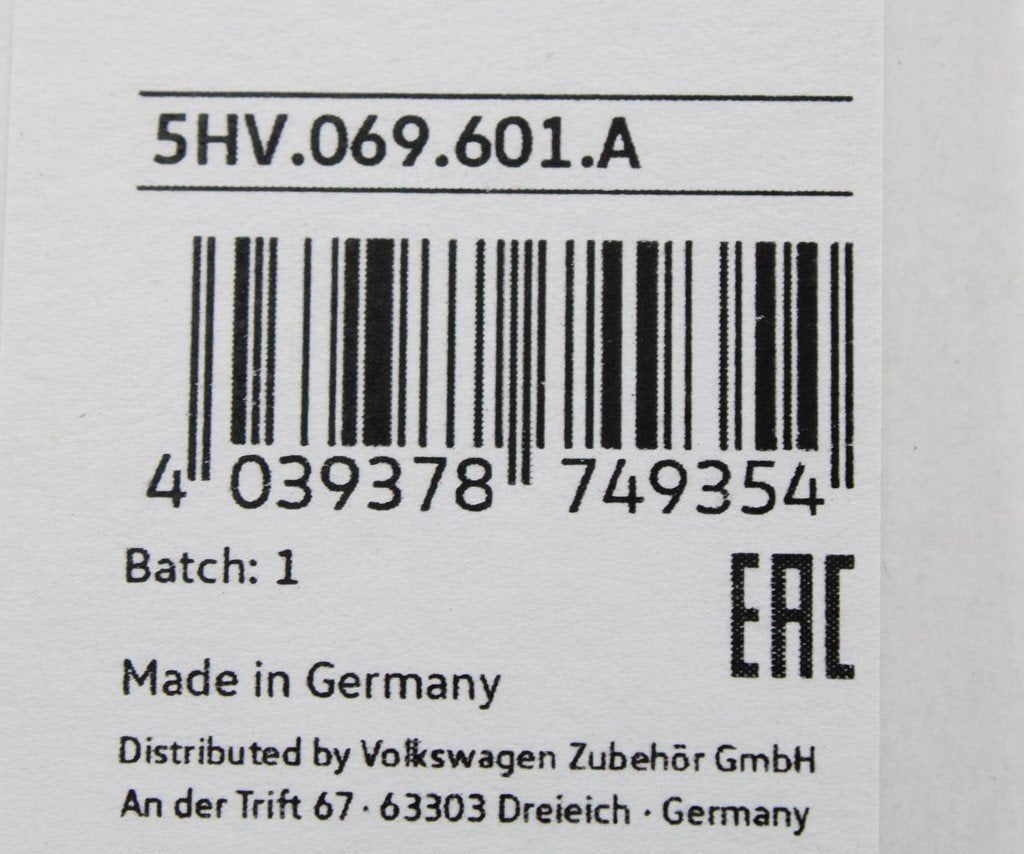 5HV.069.601.A
4 039378 749354
Batch: 1
EAC
Made in Germany
Distributed by Volkswagen Zubehör GmbH
An der Trift 67 · 63303 Dreieich · Germany